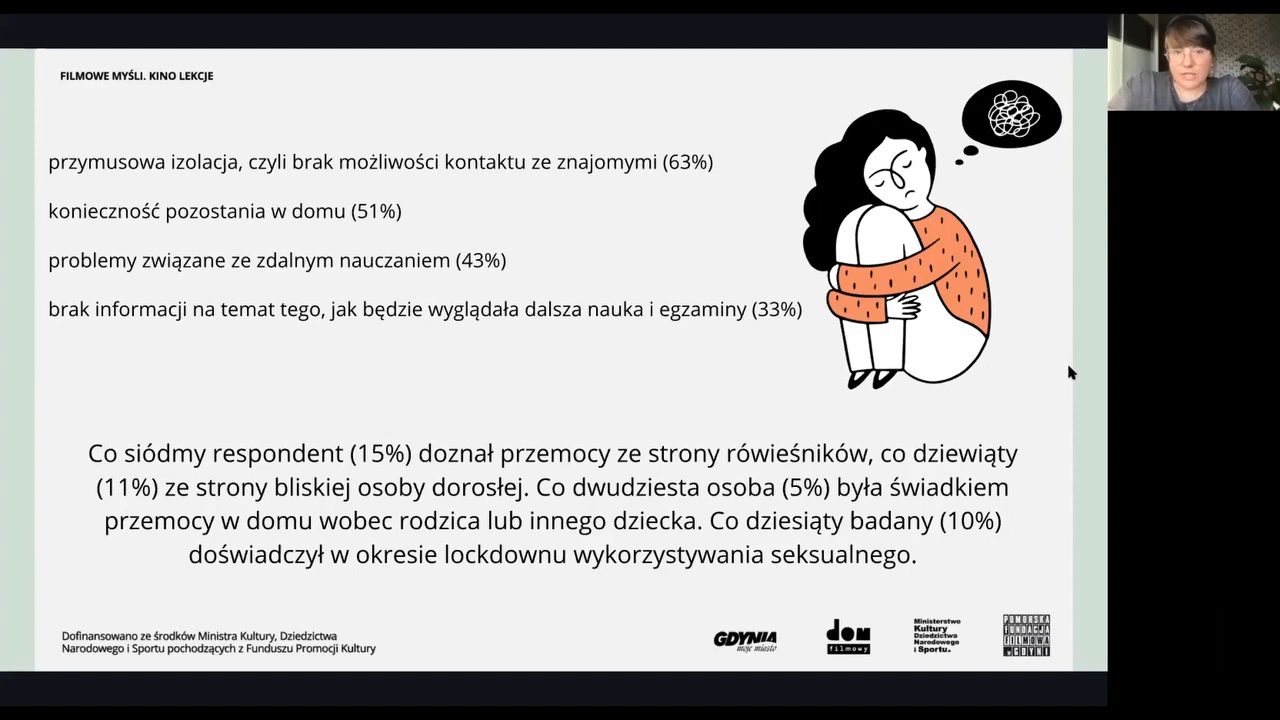 FILMOWE MYŚLI. KINO LEKCJE
przymusowa izolacja, czyli brak możliwości kontaktu ze znajomymi (63%)
konieczność pozostania w domu (51%)
problemy związane ze zdalnym nauczaniem (43%)
brak informacji na temat tego, jak będzie wyglądała dalsza nauka i egzaminy (33%)
Co siódmy respondent (15%) doznał przemocy ze strony rówieśników, co dziewiąty
(11%) ze strony bliskiej osoby dorosłej. Co dwudziesta osoba (5%) była świadkiem
przemocy w domu wobec rodzica lub innego dziecka. Co dziesiąty badany (10%)
doświadczył w okresie lockdownu wykorzystywania seksualnego.
Dofinansowano ze środków Ministra Kultury, Dziedzictwa
Narodowego i Sportu pochodzących z Funduszu Promocji Kultury
GDYNIA
moje miasto
dom
filmowy
Ministerstwo
Kultury
Dziedzictwa
Narodowego
i Sportu.
POMORSKA
FUNDACJA
FILMOWA
W GDYNI